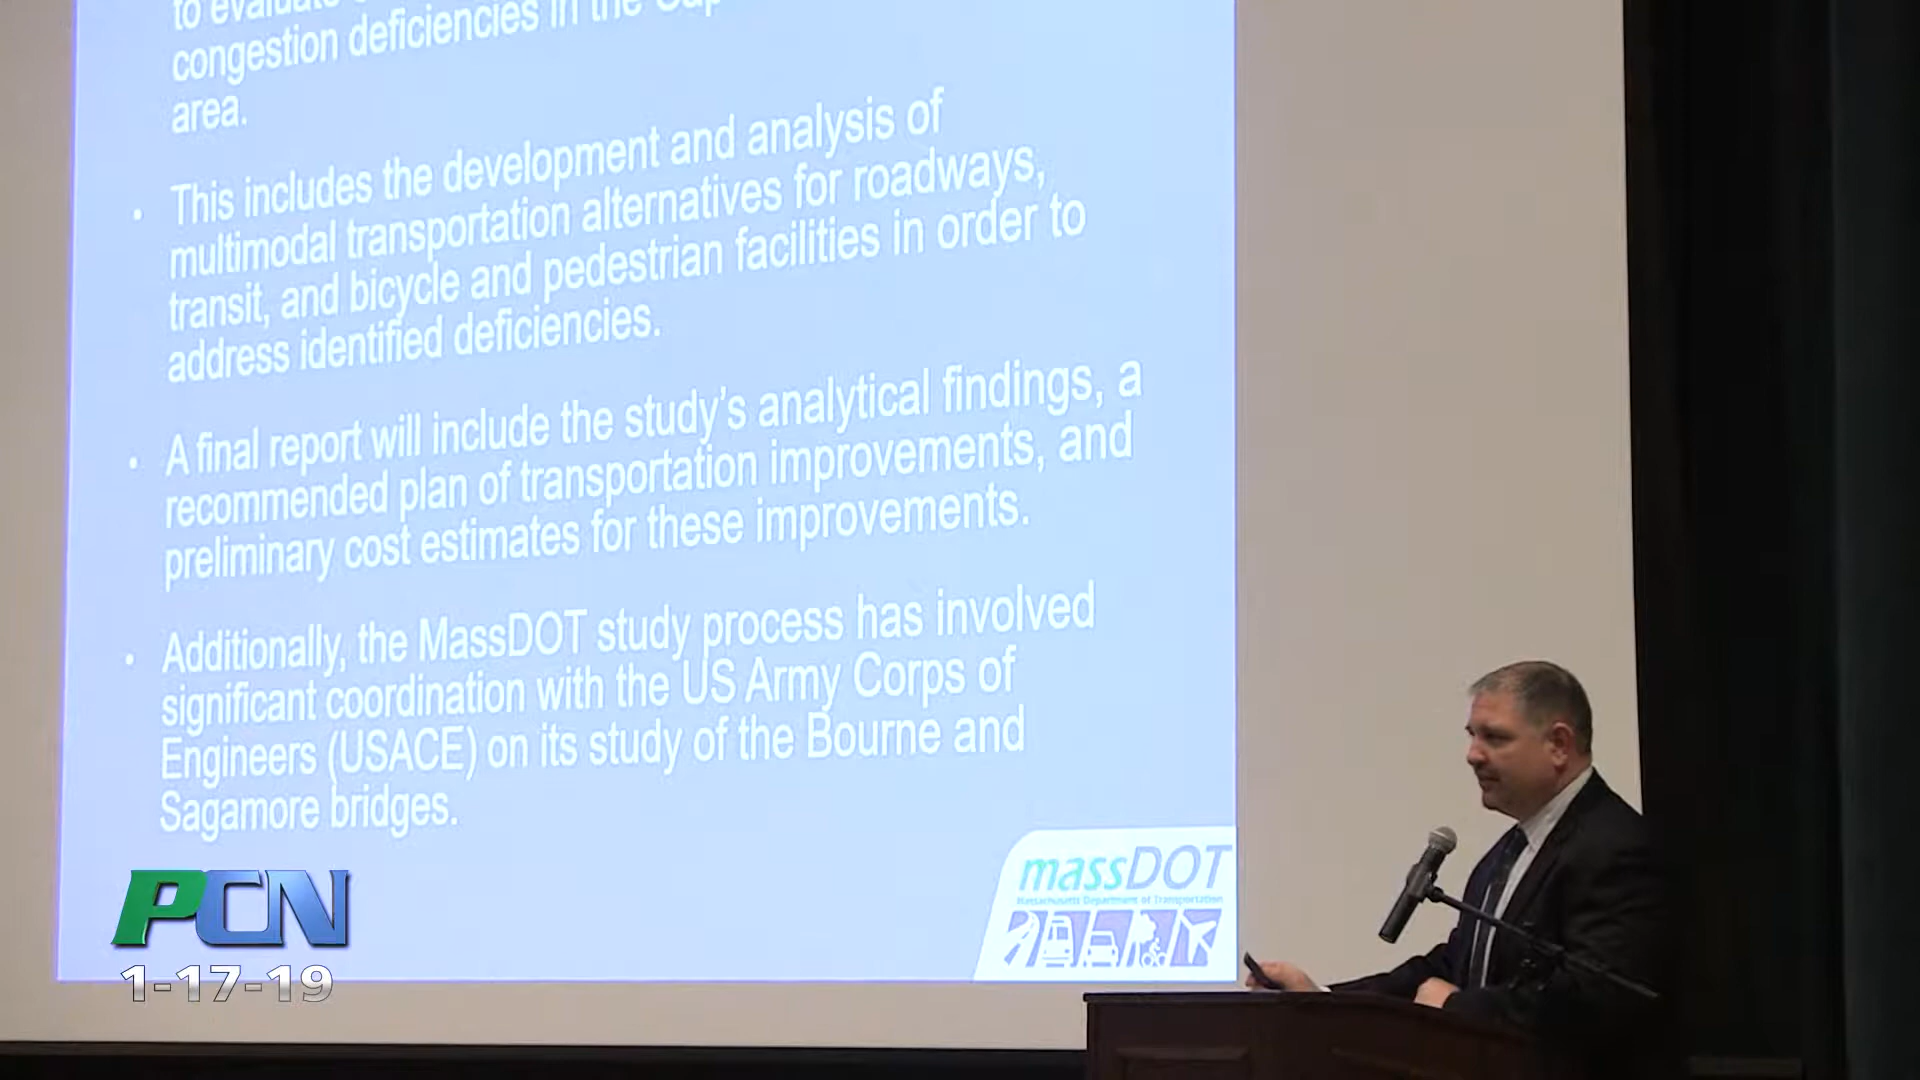 to evaluate
congestion deficiencies in the
area.
• This includes the development and analysis of
multimodal transportation alternatives for roadways,
transit, and bicycle and pedestrian facilities in order to
address identified deficiencies.
• A final report will include the study’s analytical findings, a
recommended plan of transportation improvements, and
preliminary cost estimates for these improvements.
• Additionally, the MassDOT study process has involved
significant coordination with the US Army Corps of
Engineers (USACE) on its study of the Bourne and
Sagamore bridges.
massDOT
Massachusetts Department of Transportation
PCN
1-17-19